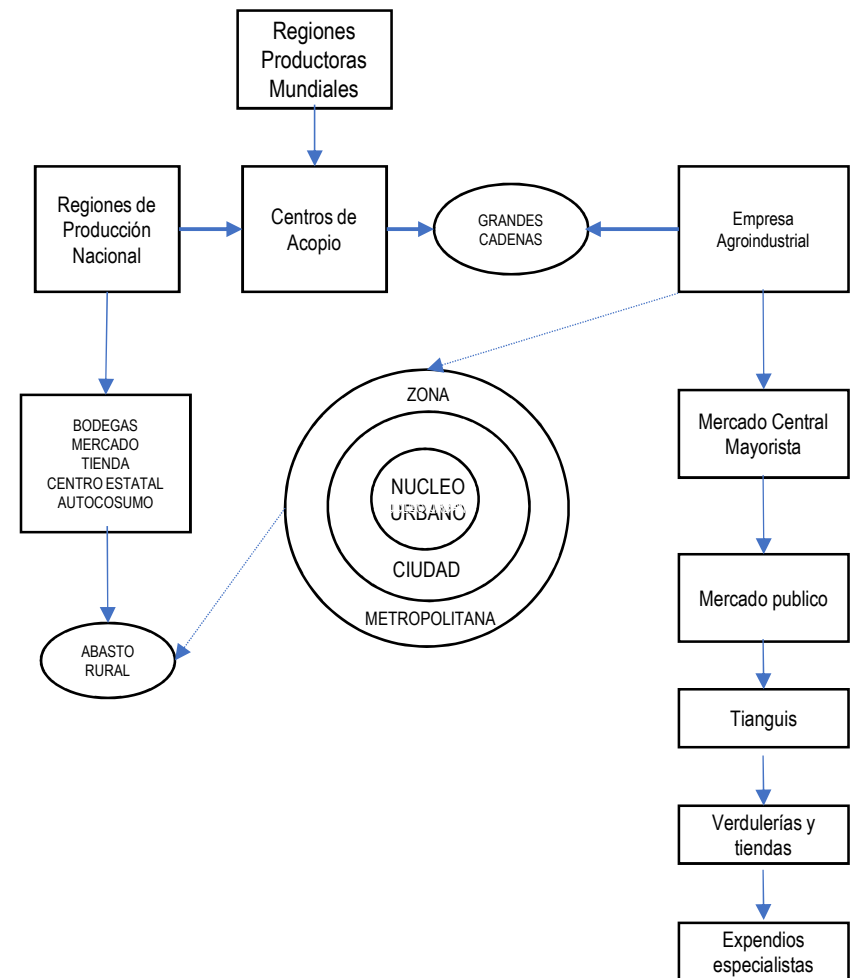 Regiones
Productoras
Mundiales
Regiones de
Producción
Nacional
Centros de
Acopio
GRANDES
CADENAS
Empresa
Agroindustrial
BODEGAS
MERCADO
TIENDA
CENTRO ESTATAL
AUTOCOSUMO
ABASTO
RURAL
ZONA
NUCLEO
URBANO
CIUDAD
METROPOLITANA
Mercado Central
Mayorista
Mercado publico
Tianguis
Verdulerías y
tiendas
Expendios
especialistas